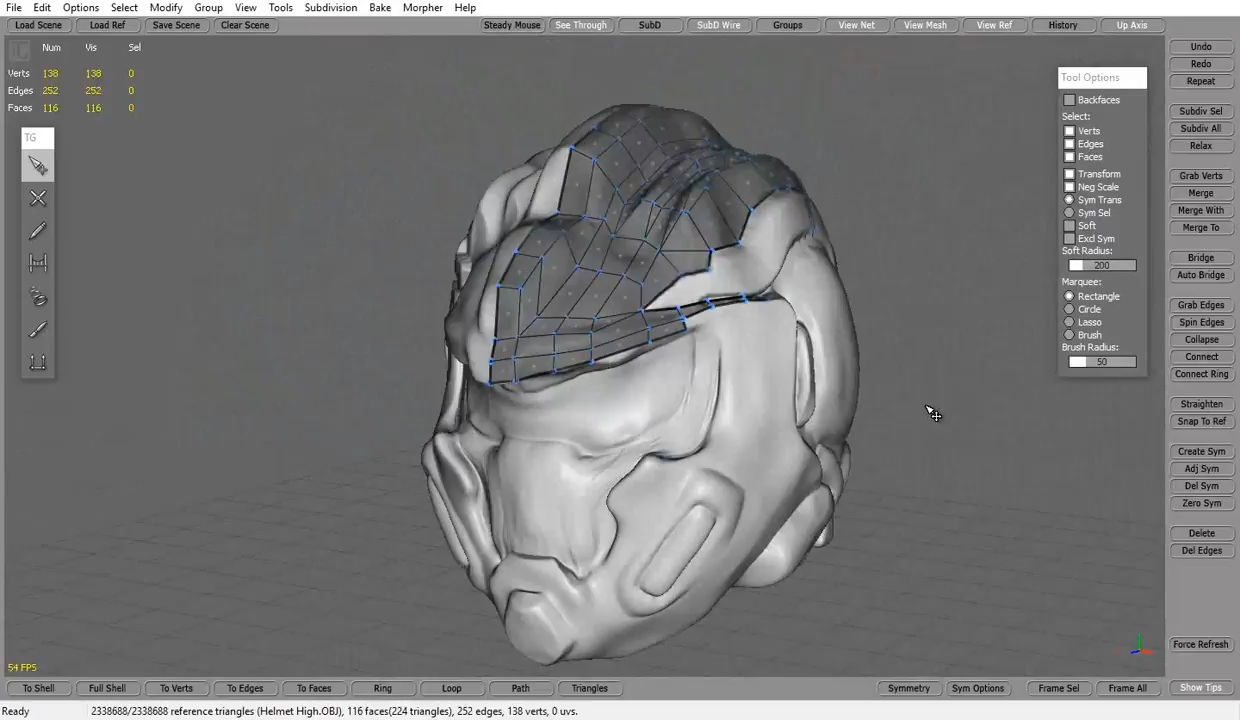 File Edit Options Select Modify Group View Tools Subdivision Bake Morpher Help
Load Scene Load Ref Save Scene Clear Scene Steady Mouse See Through SubD SubD Wire Groups View Net View Mesh View Ref History Up Axis
Num Vis Sel
Verts 138 138 0
Edges 252 252 0
Faces 116 116 0
TG
Tool Options
Backfaces
Select:
Verts
Edges
Faces
Transform
Neg Scale
Sym Trans
Sym Sel
Soft
Excl Sym
Soft Radius:
200
Marquee:
Rectangle
Circle
Lasso
Brush
Brush Radius:
50
Undo
Redo
Repeat
Subdiv Sel
Subdiv All
Relax
Grab Verts
Merge
Merge With
Merge To
Bridge
Auto Bridge
Grab Edges
Spin Edges
Collapse
Connect
Connect Ring
Straighten
Snap To Ref
Create Sym
Adj Sym
Del Sym
Zero Sym
Delete
Del Edges
Force Refresh
54 FPS
To Shell Full Shell To Verts To Edges To Faces Ring Loop Path Triangles Symmetry Sym Options Frame Sel Frame All Show Tips
Ready 2338688/2338688 reference triangles (Helmet High.OBJ), 116 faces(224 triangles), 252 edges, 138 verts, 0 uvs.